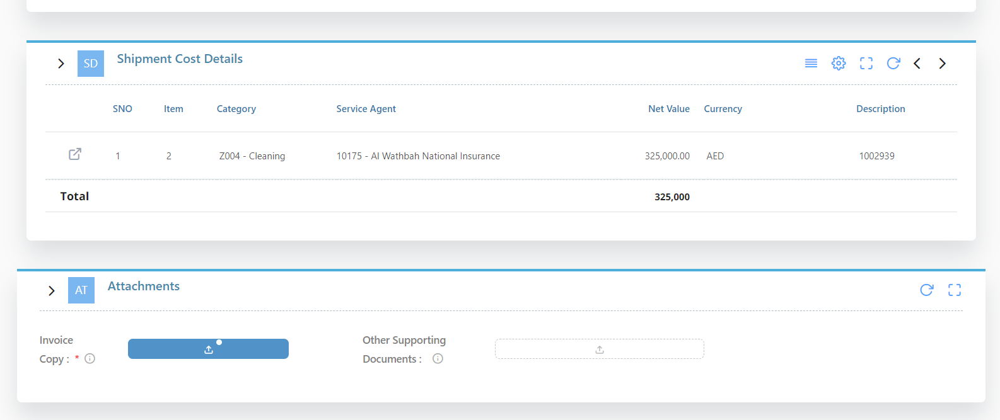 SD Shipment Cost Details
SNO Item Category Service Agent Net Value Currency Description
1 2 Z004 - Cleaning 10175 - Al Wathbah National Insurance 325,000.00 AED 1002939
Total 325,000
AT Attachments
Invoice Copy : *
Other Supporting Documents :